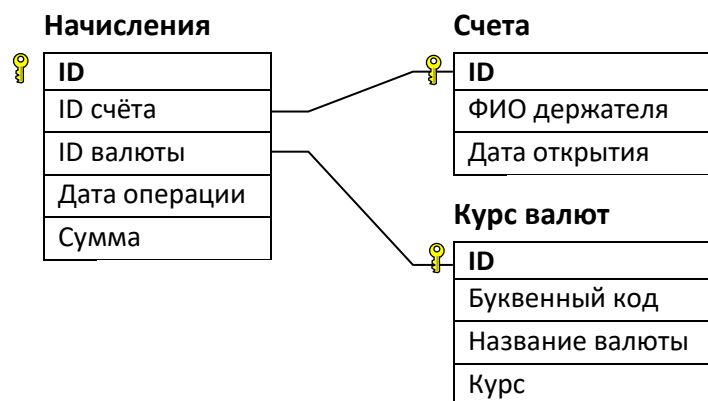 Начисления
ID
ID счёта
ID валюты
Дата операции
Сумма
Счета
ID
ФИО держателя
Дата открытия
Курс валют
ID
Буквенный код
Название валюты
Курс